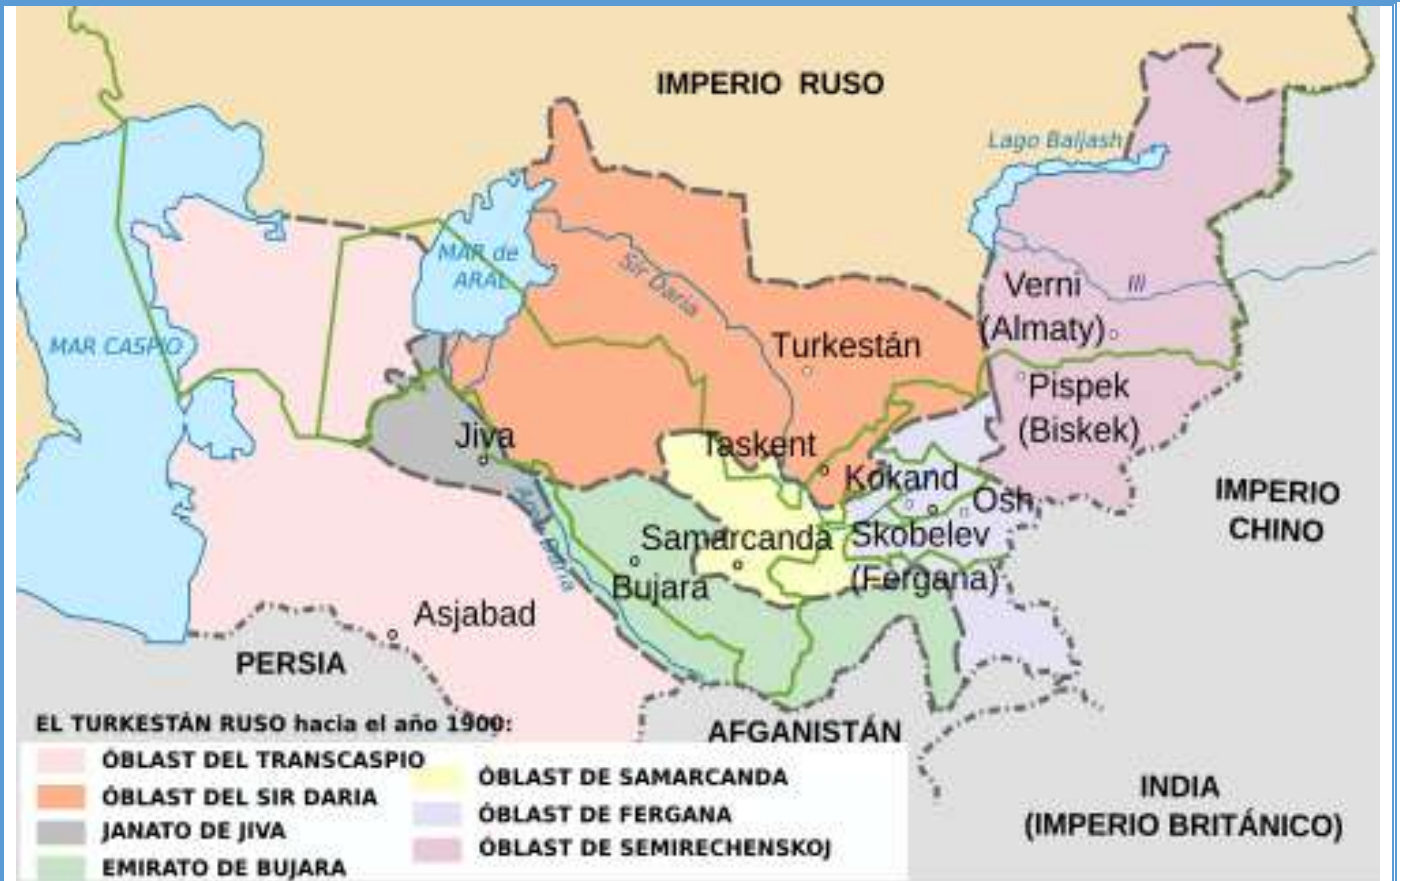 IMPERIO RUSO
Lago Baljash
MAR de
ARAL
Sir Daria
Verni
Ili
(Almaty)
MAR CASPIO
Turkestán
Pispek
(Biskek)
Jiva
Taskent
Kokand
Osh
IMPERIO
CHINO
Amu Daria
Samarcanda
Skobelev
(Fergana)
Bujara
Asjabad
PERSIA
AFGANISTÁN
INDIA
(IMPERIO BRITÁNICO)
EL TURKESTÁN RUSO hacia el año 1900:
ÓBLAST DEL TRANSCASPIO
ÓBLAST DEL SIR DARIA
JANATO DE JIVA
EMIRATO DE BUJARA
ÓBLAST DE SAMARCANDA
ÓBLAST DE FERGANA
ÓBLAST DE SEMIRECHENSKOJ